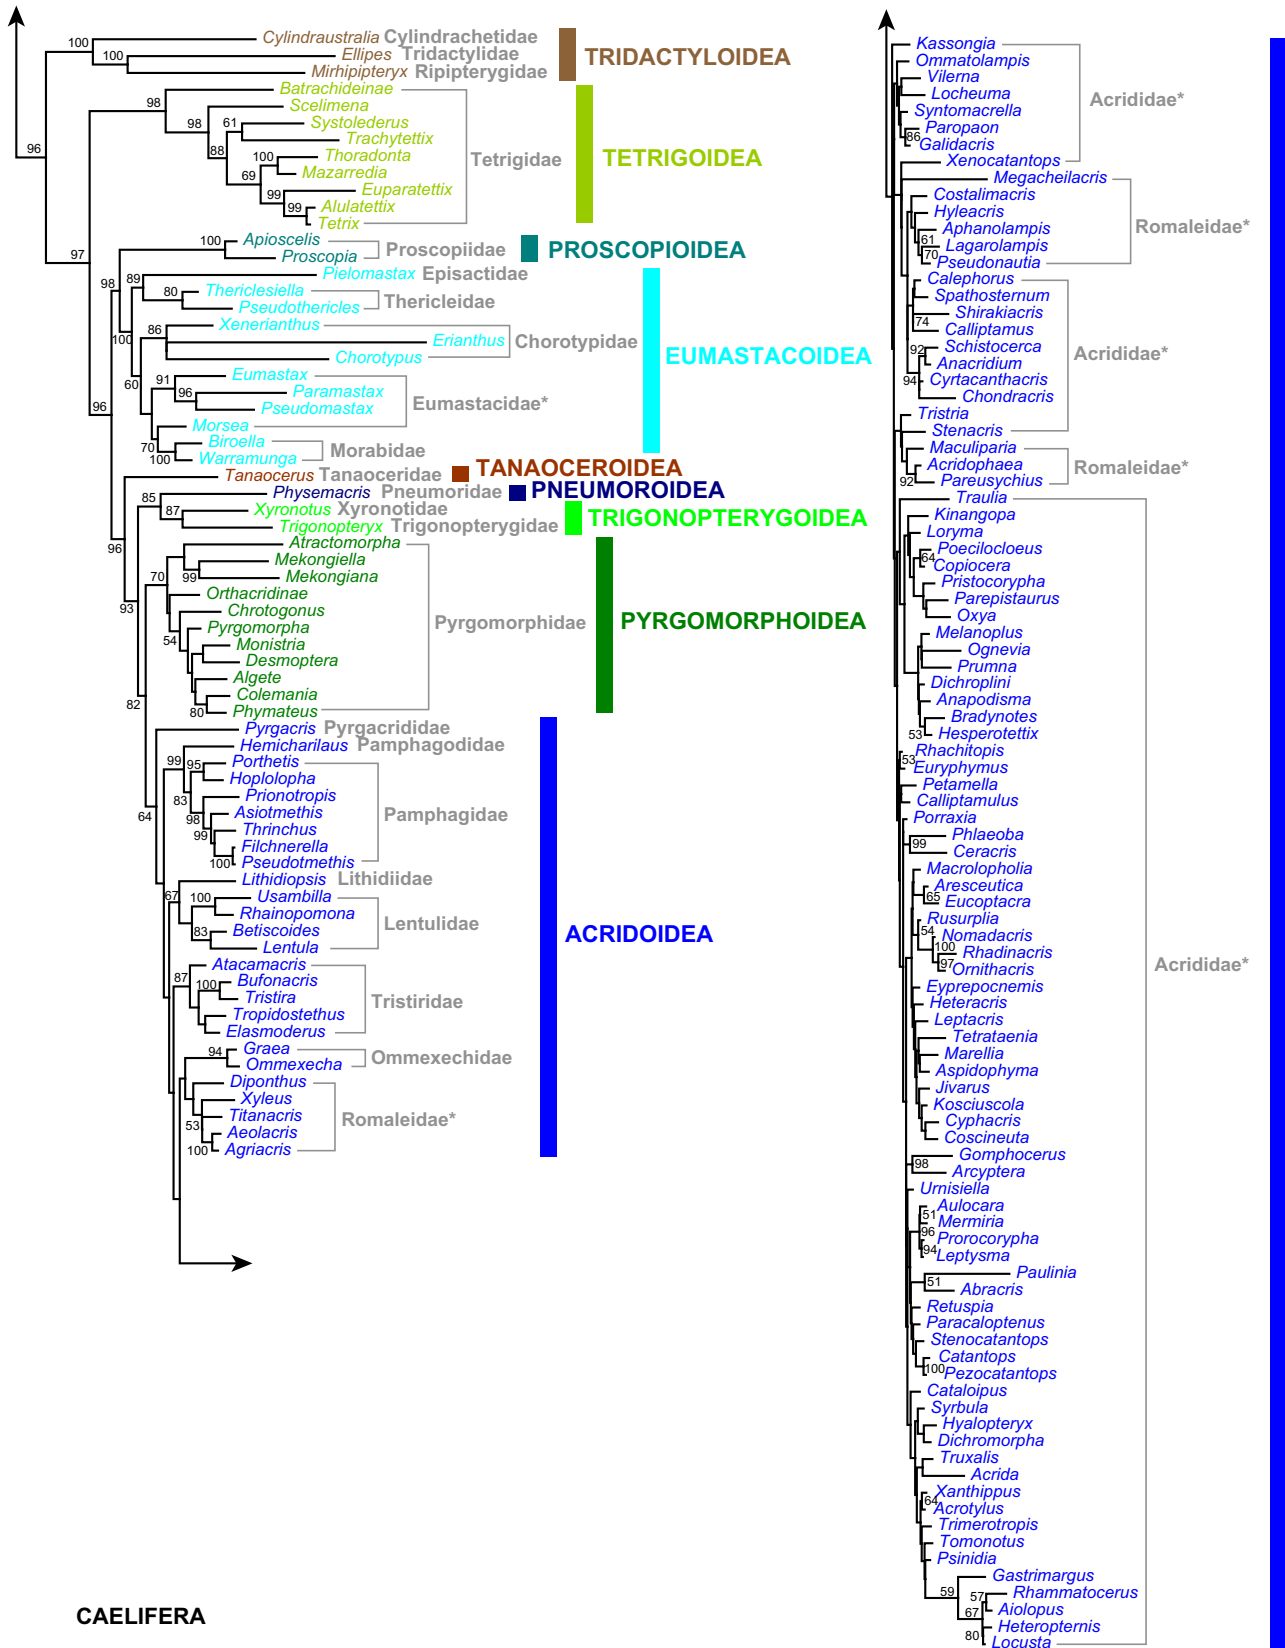 100
Cylindraustralia Cylindrachetidae
100
Ellipes Tridactylidae
Mirhipipteryx Ripipterygidae
TRIDACTYLOIDEA
96
98
Batrachideinae
98
Scelimena
61
Systolederus
Trachytettix
88
100
Thoradonta
Mazarredia
69
99
Euparatettix
99
Alulatettix
Tetrix
Tetrigidae
TETRIGOIDEA
97
100
Apioscelis
Proscopia
Proscopiidae
PROSCOPIOIDEA
98
89
Pielomastax Episactidae
80
Thericlesiella
Pseudothericles
Thericleidae
100
86
Xenerianthus
Erianthus
Chorotypus
Chorotypidae
EUMASTACOIDEA
60
91
Eumastax
96
Paramastax
Pseudomastax
Morsea
Eumastacidae*
70
Biroella
100
Warramunga
Morabidae
96
Tanaocerus Tanaoceridae
TANAOCEROIDEA
85
Physemacris Pneumoridae
PNEUMOROIDEA
87
Xyronotus Xyronotidae
Trigonopteryx Trigonopterygidae
TRIGONOPTERYGOIDEA
96
Atractomorpha
70
Mekongiella
99
Mekongiana
93
Orthacridinae
Chrotogonus
54
Pyrgomorpha
Monistria
Desmoptera
Algete
Colemania
80
Phymateus
Pyrgomorphidae
PYRGOMORPHOIDEA
82
Pyrgacris Pyrgacrididae
Hemicharilaus Pamphagodidae
99
95
Porthetis
Hoplolopha
83
Prionotropis
98
Asiotmethis
99
Thrinchus
Filchnerella
100
Pseudotmethis
Pamphagidae
64
Lithidiopsis Lithidiidae
67
100
Usambilla
Rhainopomona
83
Betiscoides
Lentula
Lentulidae
ACRIDOIDEA
87
Atacamacris
100
Bufonacris
Tristira
Tropidostethus
Elasmoderus
Tristiridae
94
Graea
Ommexecha
Ommexechidae
Diponthus
Xyleus
Titanacris
53
Aeolacris
100
Agriacris
Romaleidae*
CAELIFERA
Kassongia
Ommatolampis
Vilerna
Locheuma
Syntomacrella
Paropaon
86
Galidacris
Xenocatantops
Acrididae*
Megacheilacris
Costalimacris
Hyleacris
Aphanolampis
61
Lagarolampis
70
Pseudonautia
Romaleidae*
Calephorus
Spathosternum
Shirakiacris
74
Calliptamus
92
Schistocerca
Anacridium
94
Cyrtacanthacris
Chondracris
Tristria
Stenacris
Acrididae*
Maculiparia
Acridophaea
92
Pareusychius
Romaleidae*
Traulia
Kinangopa
Loryma
Poecilocloeus
64
Copiocera
Pristocorypha
Parepistaurus
Oxya
Melanoplus
Ognevia
Prumna
Dichroplini
Anapodisma
Bradynotes
53
Hesperotettix
Rhachitopis
53
Euryphymus
Petamella
Calliptamulus
Porraxia
Phlaeoba
99
Ceracris
Macrolopholia
Aresceutica
65
Eucoptacra
Rusurplia
54
Nomadacris
100
Rhadinacris
97
Ornithacris
Eyprepocnemis
Heteracris
Leptacris
Tetrataenia
Marellia
Aspidophyma
Jivarus
Kosciuscola
Cyphacris
Coscineuta
Gomphocerus
98
Arcyptera
Urnisiella
Aulocara
51
Mermiria
96
Prorocorypha
94
Leptysma
Paulinia
51
Abracris
Retuspia
Paracaloptenus
Stenocatantops
Catantops
100
Pezocatantops
Cataloipus
Syrbula
Hyalopteryx
Dichromorpha
Truxalis
Acrida
Xanthippus
64
Acrotylus
Trimerotropis
Tomonotus
Psinidia
Gastrimargus
59
57
Rhammatocerus
Aiolopus
67
Heteropternis
80
Locusta
Acrididae*